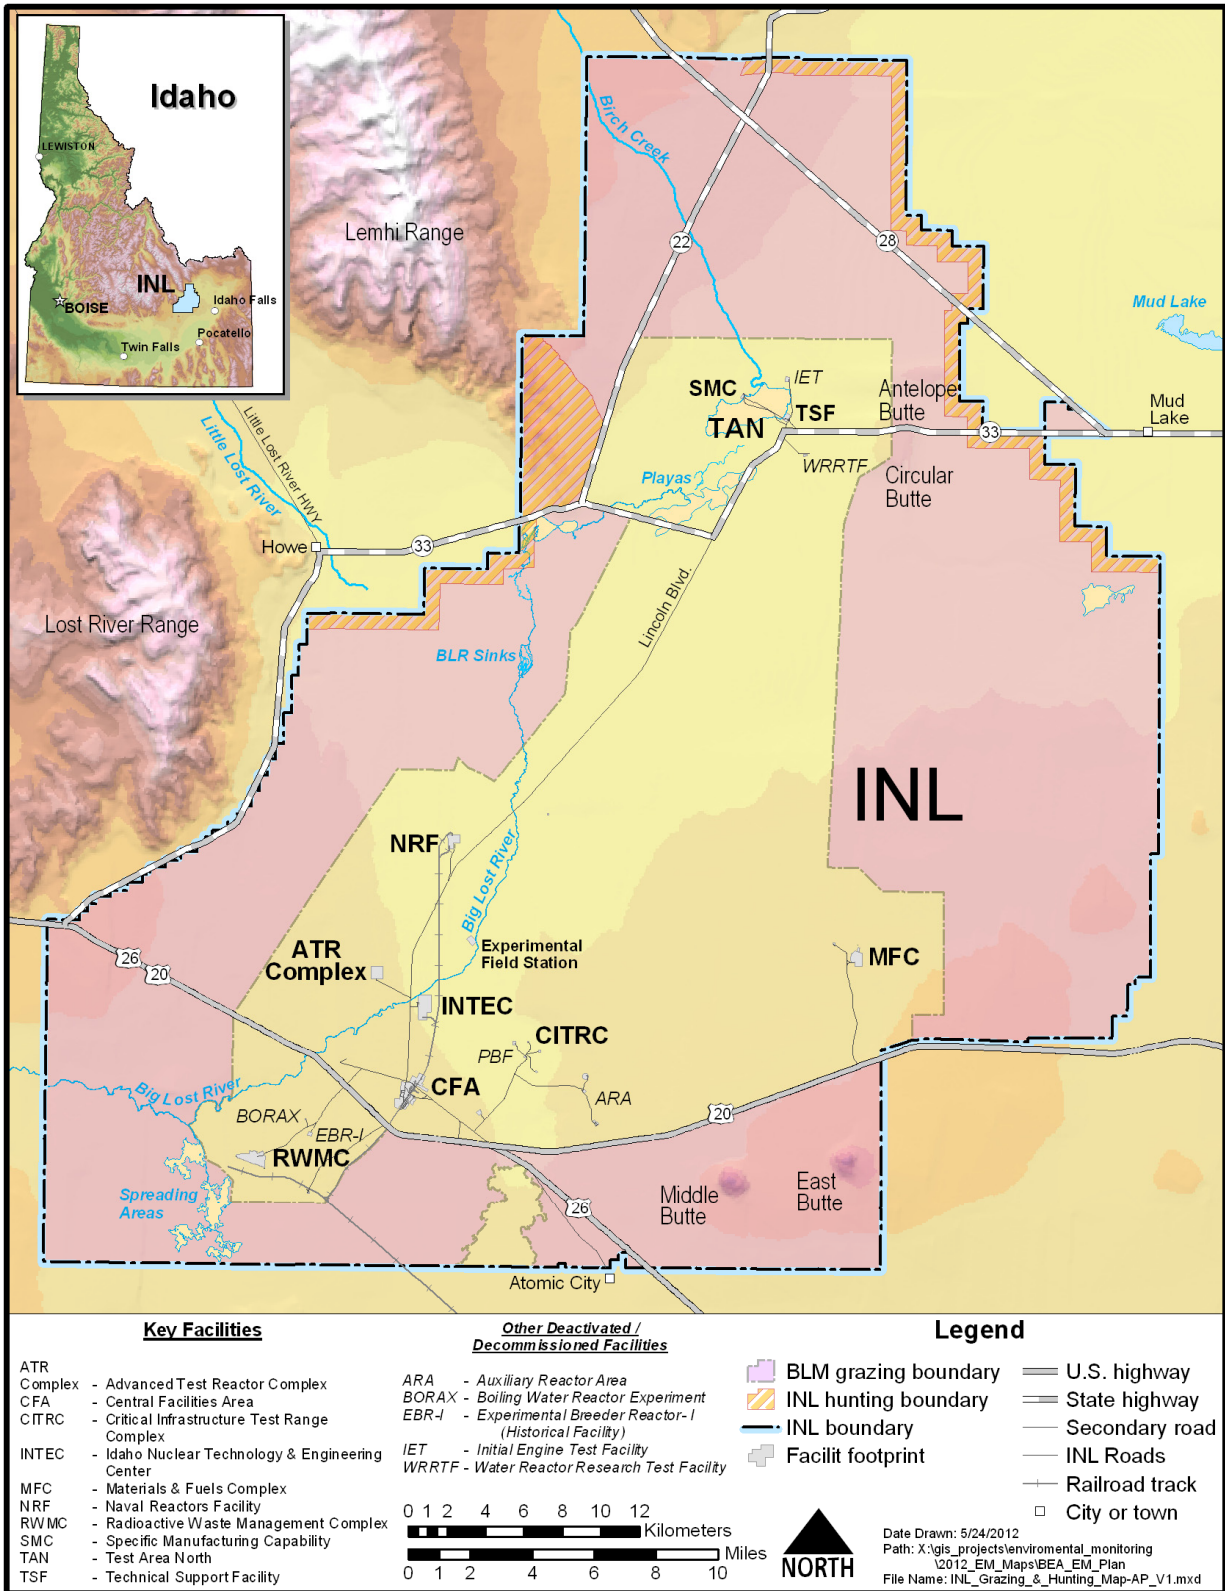 Idaho
LEWISTON
INL
BOISE
Idaho Falls
Pocatello
Twin Falls
Birch Creek
Lemhi Range
22
28
Mud Lake
Little Lost River HWY
Little Lost River
SMC
IET
TSF
TAN
Antelope
Butte
Mud
Lake
33
WRRTF
Playas
Circular
Butte
Howe
33
Lincoln Blvd.
Lost River Range
BLR Sinks
INL
NRF
Big Lost River
Experimental
Field Station
ATR
Complex
MFC
26
20
INTEC
CITRC
PBF
Big Lost River
CFA
ARA
BORAX
EBR-I
20
RWMC
Spreading
Areas
Middle
Butte
East
Butte
26
Atomic City
Key Facilities
ATR
Complex - Advanced Test Reactor Complex
CFA - Central Facilities Area
CITRC - Critical Infrastructure Test Range
Complex
INTEC - Idaho Nuclear Technology & Engineering
Center
MFC - Materials & Fuels Complex
NRF - Naval Reactors Facility
RWMC - Radioactive Waste Management Complex
SMC - Specific Manufacturing Capability
TAN - Test Area North
TSF - Technical Support Facility
Other Deactivated /
Decommissioned Facilities
ARA - Auxiliary Reactor Area
BORAX - Boiling Water Reactor Experiment
EBR-I - Experimental Breeder Reactor- I
(Historical Facility)
IET - Initial Engine Test Facility
WRRTF - Water Reactor Research Test Facility
0 1 2 4 6 8 10 12
Kilometers
Miles
0 1 2 4 6 8 10
Legend
BLM grazing boundary
INL hunting boundary
INL boundary
Facilit footprint
U.S. highway
State highway
Secondary road
INL Roads
Railroad track
City or town
NORTH
Date Drawn: 5/24/2012
Path: X:\gis_projects\enviromental_monitoring
\2012_EM_Maps\BEA_EM_Plan
File Name: INL_Grazing_&_Hunting_Map-AP_V1.mxd